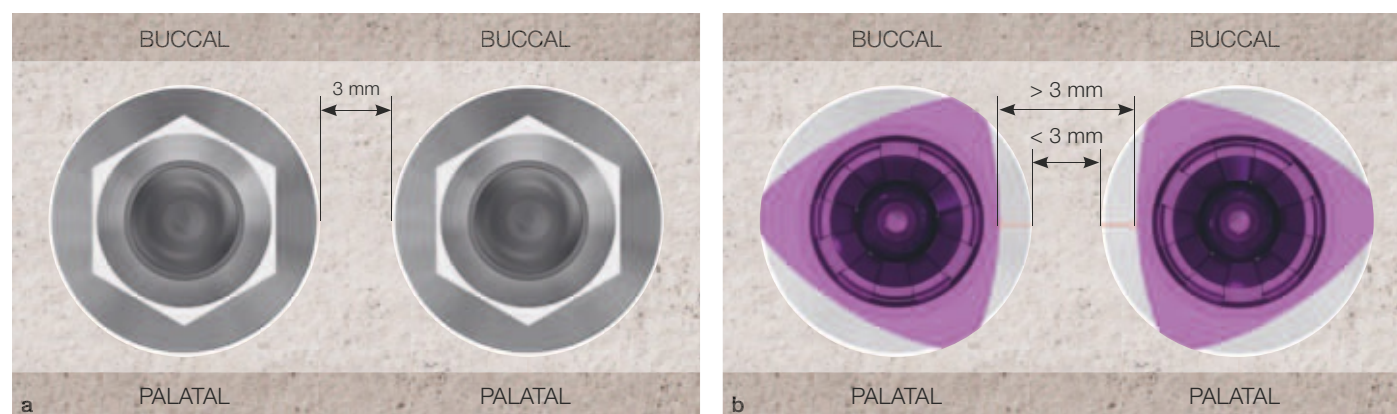 BUCCAL BUCCAL
3 mm
PALATAL PALATAL
a
BUCCAL BUCCAL
> 3 mm
< 3 mm
PALATAL PALATAL
b